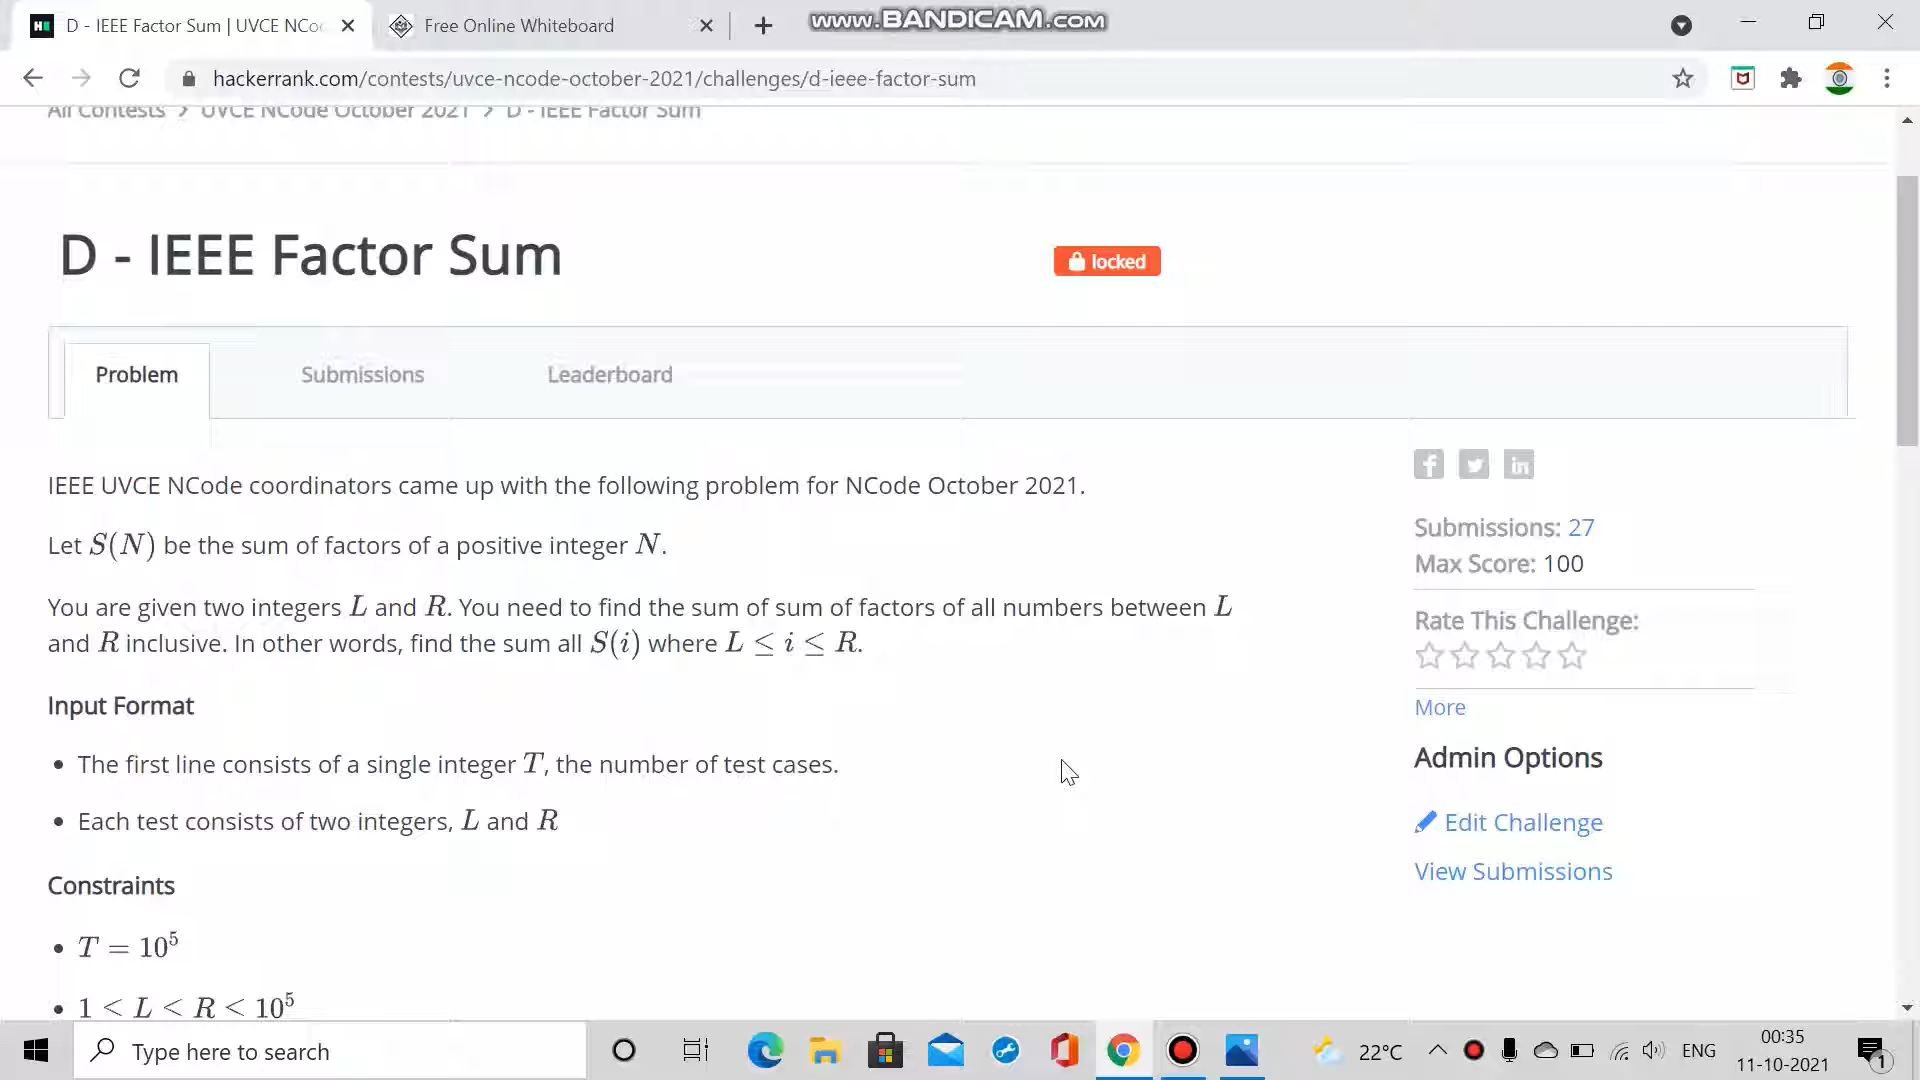 D - IEEE Factor Sum | UVCE NCo
Free Online Whiteboard
www.BANDICAM.com
hackerrank.com/contests/uvce-ncode-october-2021/challenges/d-ieee-factor-sum
All Contests > UVCE NCode October 2021 > D - IEEE Factor Sum
D - IEEE Factor Sum
locked
Problem
Submissions
Leaderboard
IEEE UVCE NCode coordinators came up with the following problem for NCode October 2021.
Let S(N) be the sum of factors of a positive integer N.
You are given two integers L and R. You need to find the sum of sum of factors of all numbers between L
and R inclusive. In other words, find the sum all S(i) where L ≤ i ≤ R.
Input Format
• The first line consists of a single integer T, the number of test cases.
• Each test consists of two integers, L and R
Constraints
• T = 10⁵
• 1 < L < R < 10⁵
Submissions: 27
Max Score: 100
Rate This Challenge:
More
Admin Options
Edit Challenge
View Submissions
Type here to search
22°C
ENG
00:35
11-10-2021
1